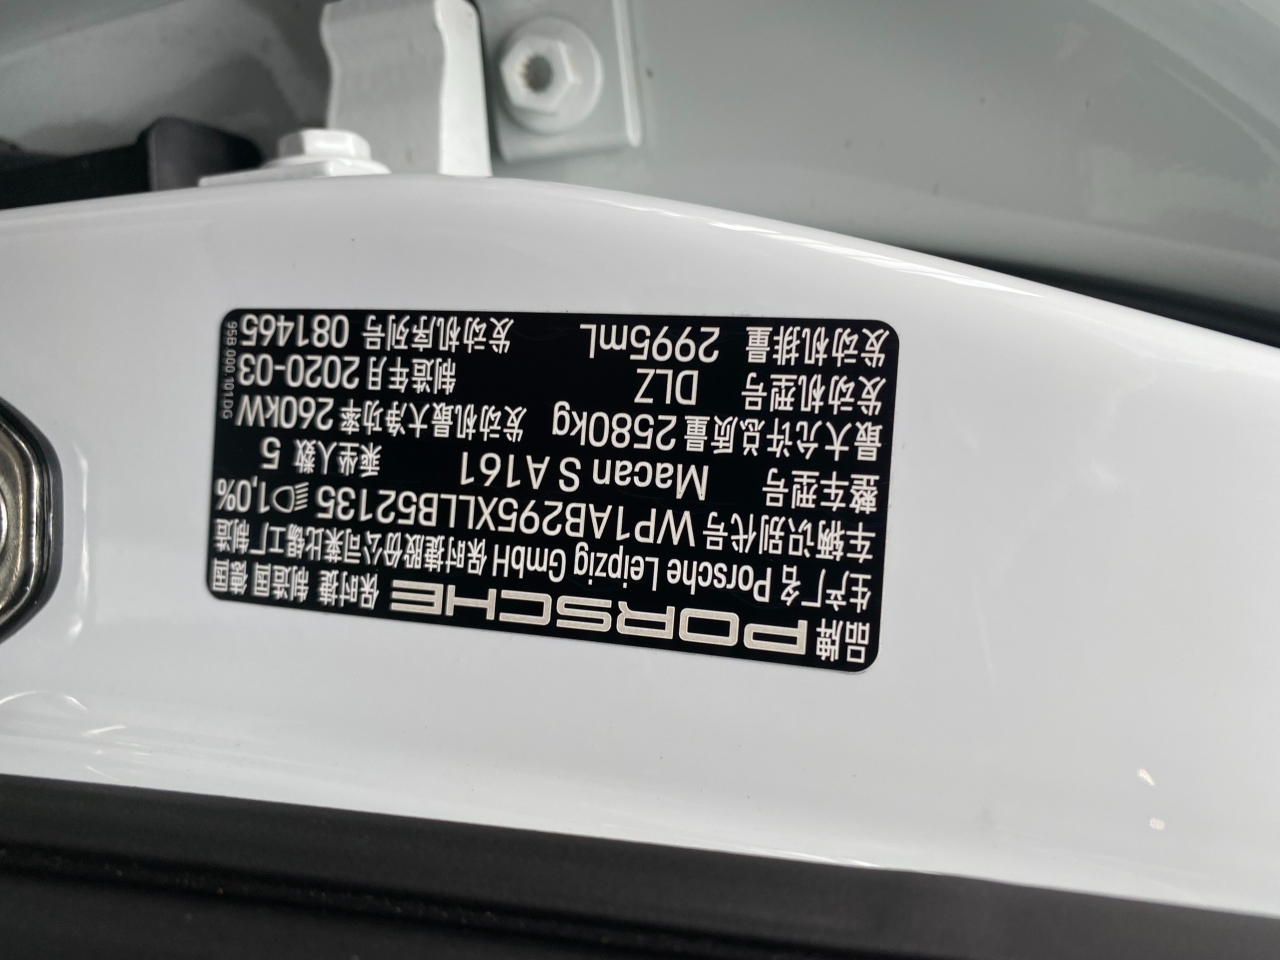 品牌 PORSCHE 保时捷 制造国 德国
生产厂名 Porsche Leipzig GmbH 保时捷股份公司莱比锡工厂制造
车辆识别代号 WP1AB295XLLB52135 1,0%
整车型号 Macan S A161 乘坐人数 5
最大允许总质量 2580kg 发动机最大净功率 260kW
发动机型号 DLZ 制造年月 2020-03
发动机排量 2995mL 发动机序列号 081465
95B.000.101.DG